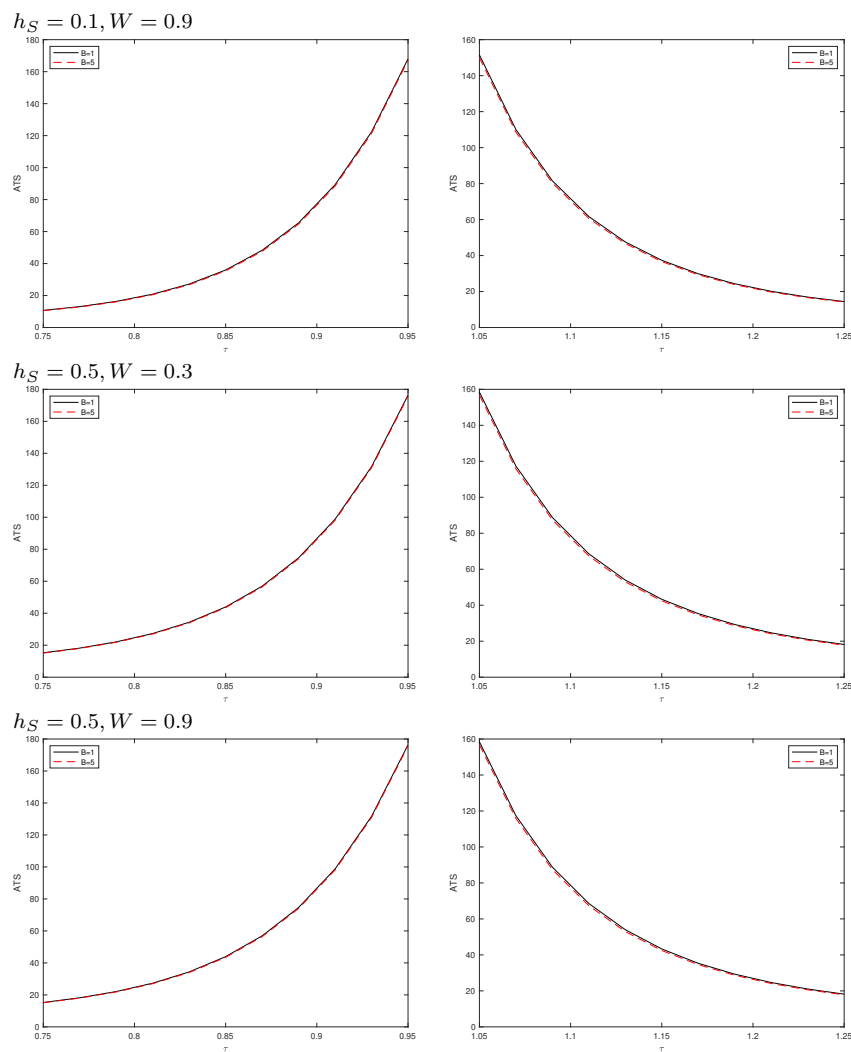 h_S = 0.1, W = 0.9
160
140
120
100
80
60
40
20
0
ATS
B=1
B=5
0.75 0.8 0.85 0.9 0.95
τ
160
140
120
100
80
60
40
20
0
ATS
B=1
B=5
1.05 1.1 1.15 1.2 1.25
τ
h_S = 0.5, W = 0.3
180
160
140
120
100
80
60
40
20
0
ATS
B=1
B=5
0.75 0.8 0.85 0.9 0.95
τ
160
140
120
100
80
60
40
20
0
ATS
B=1
B=5
1.05 1.1 1.15 1.2 1.25
τ
h_S = 0.5, W = 0.9
180
160
140
120
100
80
60
40
20
0
ATS
B=1
B=5
0.75 0.8 0.85 0.9 0.95
τ
160
140
120
100
80
60
40
20
0
ATS
B=1
B=5
1.05 1.1 1.15 1.2 1.25
τ